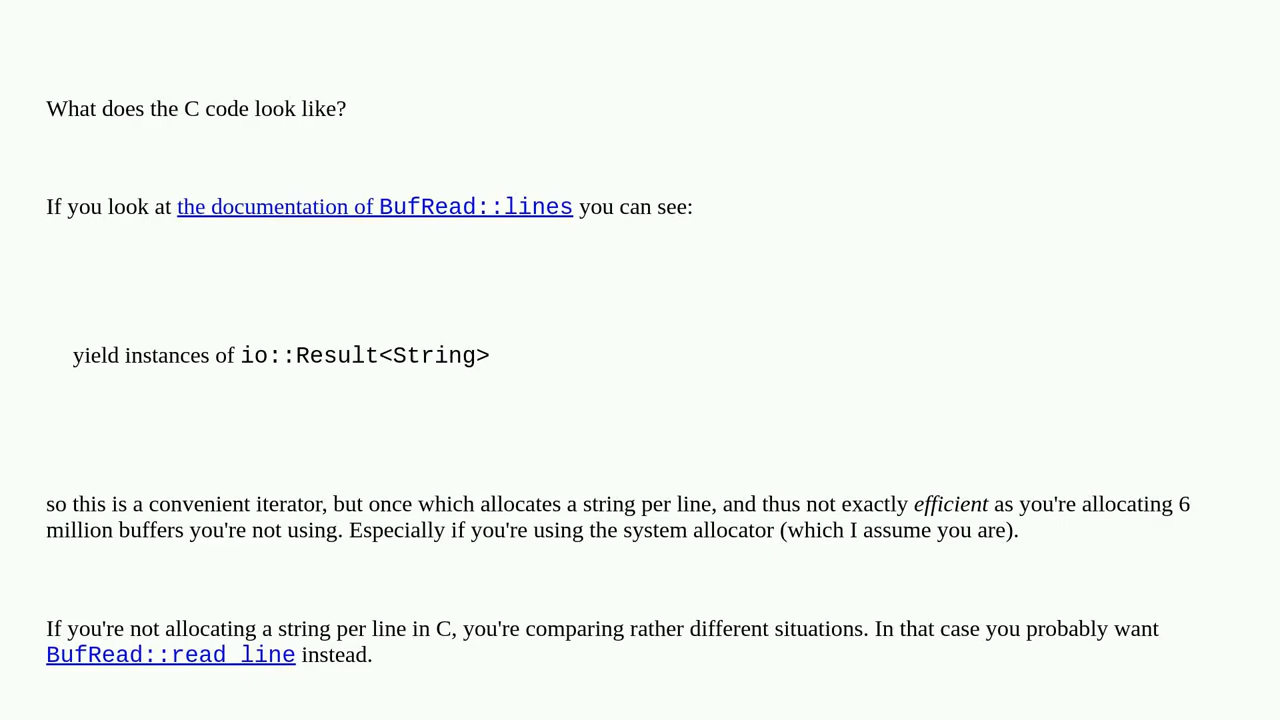 What does the C code look like?
If you look at the documentation of BufRead::lines you can see:
yield instances of io::Result<String>
so this is a convenient iterator, but once which allocates a string per line, and thus not exactly efficient as you're allocating 6
million buffers you're not using. Especially if you're using the system allocator (which I assume you are).
If you're not allocating a string per line in C, you're comparing rather different situations. In that case you probably want
BufRead::read_line instead.